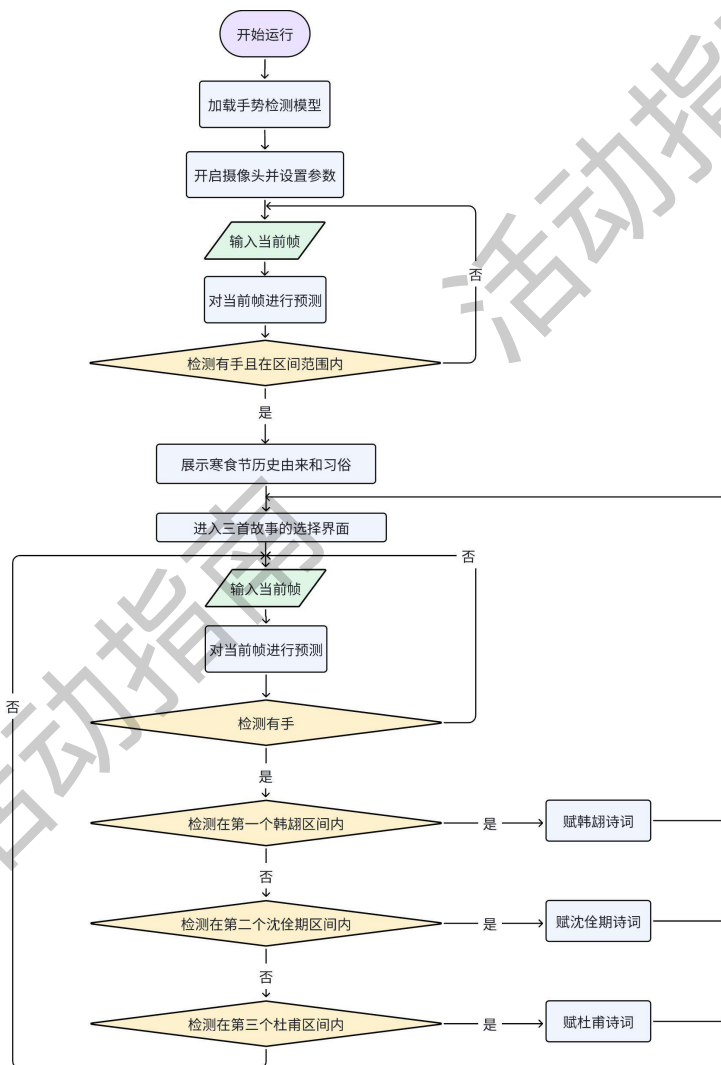 开始运行
加载手势检测模型
开启摄像头并设置参数
输入当前帧
对当前帧进行预测
否
检测有手且在区间范围内
是
展示寒食节历史由来和习俗
进入三首故事的选择界面
否
输入当前帧
对当前帧进行预测
否
检测有手
是
检测在第一个韩翃区间内
是
赋韩翃诗词
否
检测在第二个沈佺期区间内
是
赋沈佺期诗词
否
检测在第三个杜甫区间内
是
赋杜甫诗词
活动指南
活动指